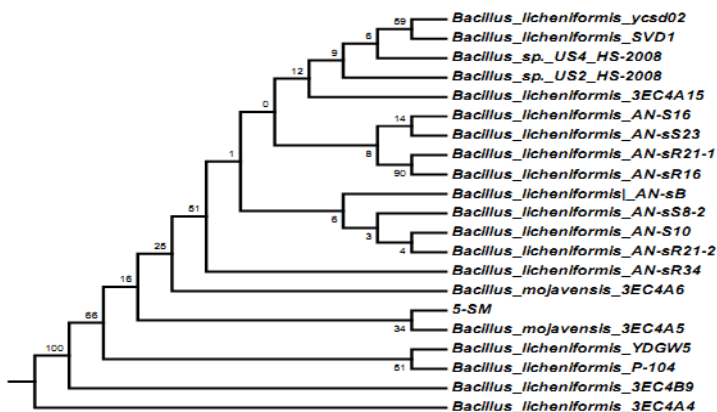 Bacillus_licheniformis_ycsd02
69
Bacillus_licheniformis_SVD1
6
Bacillus_sp._US4_HS-2008
9
Bacillus_sp._US2_HS-2008
12
Bacillus_licheniformis_3EC4A15
0
Bacillus_licheniformis_AN-S16
14
Bacillus_licheniformis_AN-sS23
8
Bacillus_licheniformis_AN-sR21-1
1
Bacillus_licheniformis_AN-sR16
90
Bacillus_licheniformis|_AN-sB
51
Bacillus_licheniformis_AN-sS8-2
6
Bacillus_licheniformis_AN-S10
3
Bacillus_licheniformis_AN-sR21-2
4
25
Bacillus_licheniformis_AN-sR34
Bacillus_mojavensis_3EC4A6
16
5-SM
Bacillus_mojavensis_3EC4A5
34
66
Bacillus_licheniformis_YDGW5
100
Bacillus_licheniformis_P-104
51
Bacillus_licheniformis_3EC4B9
Bacillus_licheniformis_3EC4A4